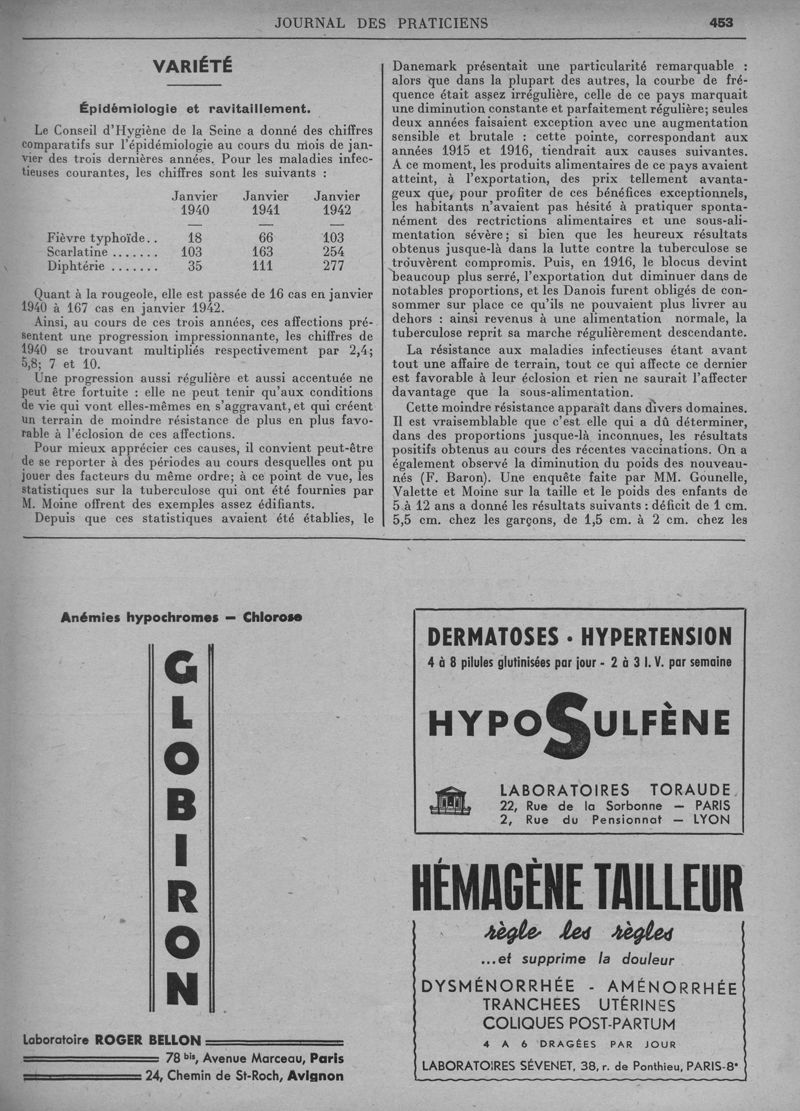 JOURNAL DES PRATICIENS 453
VARIÉTÉ
Épidémiologie et ravitaillement.
Le Conseil d'Hygiène de la Seine a donné des chiffres
comparatifs sur l'épidémiologie au cours du mois de jan-
vier des trois dernières années. Pour les maladies infec-
tieuses courantes, les chiffres sont les suivants :
Janvier Janvier Janvier
1940 1941 1942
— — —
Fièvre typhoïde.. 18 66 103
Scarlatine ....... 103 163 254
Diphtérie ....... 35 111 277
Quant à la rougeole, elle est passée de 16 cas en janvier
1940 à 167 cas en janvier 1942.
Ainsi, au cours de ces trois années, ces affections pré-
sentent une progression impressionnante, les chiffres de
1940 se trouvant multipliés respectivement par 2,4;
5,8; 7 et 10.
Une progression aussi régulière et aussi accentuée ne
peut être fortuite : elle ne peut tenir qu'aux conditions
de vie qui vont elles-mêmes en s'aggravant, et qui créent
un terrain de moindre résistance de plus en plus favo-
rable à l'éclosion de ces affections.
Pour mieux apprécier ces causes, il convient peut-être
de se reporter à des périodes au cours desquelles ont pu
jouer des facteurs du même ordre; à ce point de vue, les
statistiques sur la tuberculose qui ont été fournies par
M. Moine offrent des exemples assez édifiants.
Depuis que ces statistiques avaient été établies, le
Danemark présentait une particularité remarquable :
alors que dans la plupart des autres, la courbe de fré-
quence était assez irrégulière, celle de ce pays marquait
une diminution constante et parfaitement régulière; seules
deux années faisaient exception avec une augmentation
sensible et brutale : cette pointe, correspondant aux
années 1915 et 1916, tiendrait aux causes suivantes.
A ce moment, les produits alimentaires de ce pays avaient
atteint, à l'exportation, des prix tellement avanta-
geux que, pour profiter de ces bénéfices exceptionnels,
les habitants n'avaient pas hésité à pratiquer sponta-
nément des rectrictions alimentaires et une sous-ali-
mentation sévère; si bien que les heureux résultats
obtenus jusque-là dans la lutte contre la tuberculose se
trouvèrent compromis. Puis, en 1916, le blocus devint
beaucoup plus serré, l'exportation dut diminuer dans de
notables proportions, et les Danois furent obligés de con-
sommer sur place ce qu'ils ne pouvaient plus livrer au
dehors : ainsi revenus à une alimentation normale, la
tuberculose reprit sa marche régulièrement descendante.
La résistance aux maladies infectieuses étant avant
tout une affaire de terrain, tout ce qui affecte ce dernier
est favorable à leur éclosion et rien ne saurait l'affecter
davantage que la sous-alimentation.
Cette moindre résistance apparaît dans divers domaines.
Il est vraisemblable que c'est elle qui a dû déterminer,
dans des proportions jusque-là inconnues, les résultats
positifs obtenus au cours des récentes vaccinations. On a
également observé la diminution du poids des nouveau-
nés (F. Baron). Une enquête faite par MM. Gounelle,
Valette et Moine sur la taille et le poids des enfants de
5 à 12 ans a donné les résultats suivants : déficit de 1 cm.
5,5 cm. chez les garçons, de 1,5 cm. à 2 cm. chez les
Anémies hypochromes — Chlorose
GLOBIRON
Laboratoire ROGER BELLON
78 bis, Avenue Marceau, Paris
24, Chemin de St-Roch, Avignon
DERMATOSES • HYPERTENSION
4 à 8 pilules glutinisées par jour - 2 à 3 I. V. par semaine
HYPOSULFÈNE
LABORATOIRES TORAUDE
22, Rue de la Sorbonne — PARIS
2, Rue du Pensionnat — LYON
HÉMAGÈNE TAILLEUR
règle les règles
...et supprime la douleur
DYSMÉNORRHÉE - AMÉNORRHÉE
TRANCHÉES UTÉRINES
COLIQUES POST-PARTUM
4 A 6 DRAGÉES PAR JOUR
LABORATOIRES SÉVENET, 38, r. de Ponthieu, PARIS-8e